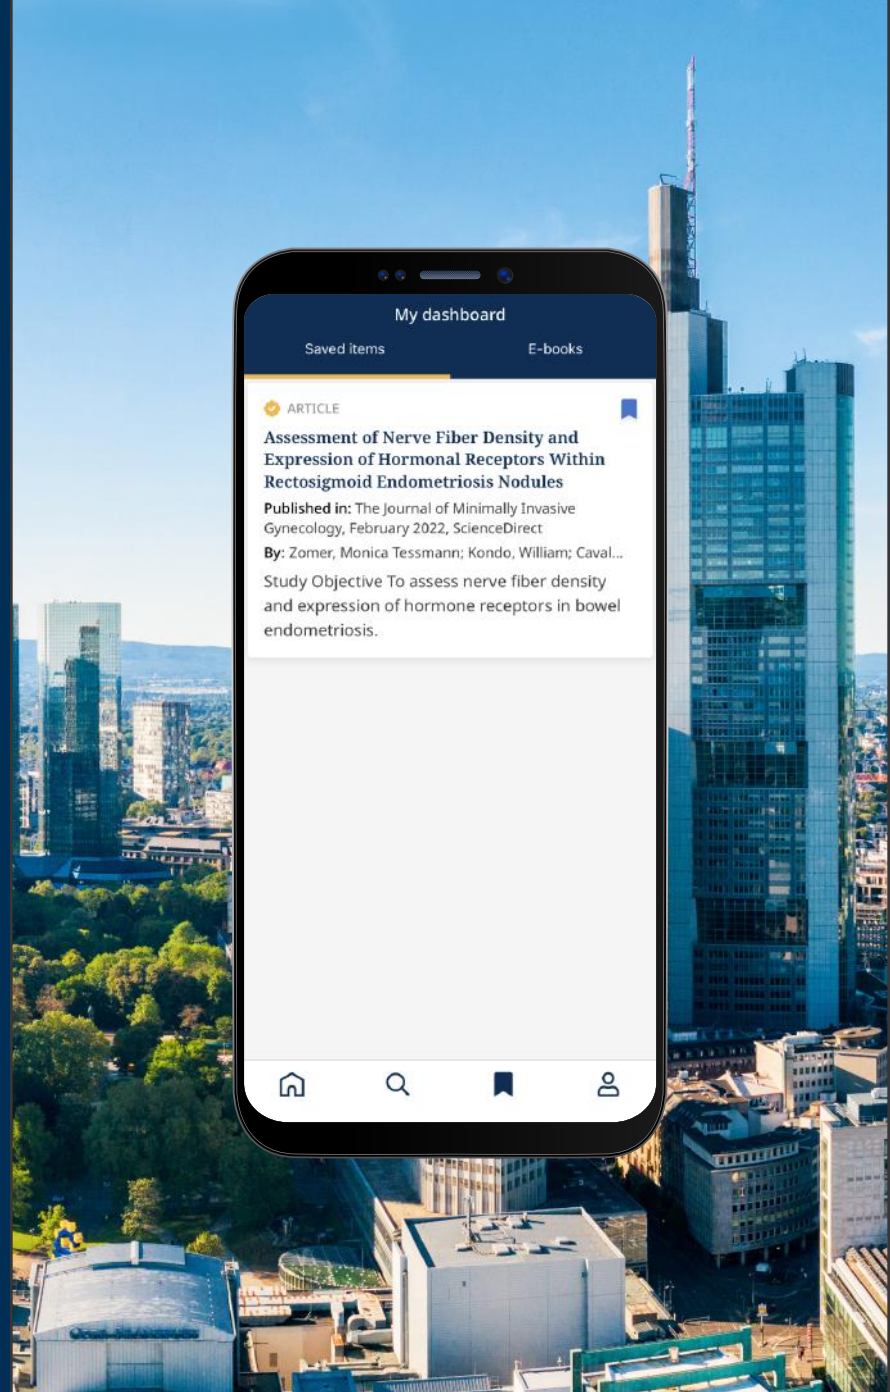 My dashboard
Saved items
E-books
ARTICLE
Assessment of Nerve Fiber Density and
Expression of Hormonal Receptors Within
Rectosigmoid Endometriosis Nodules
Published in: The Journal of Minimally Invasive
Gynecology, February 2022, ScienceDirect
By: Zomer, Monica Tessmann; Kondo, William; Caval...
Study Objective To assess nerve fiber density
and expression of hormone receptors in bowel
endometriosis.